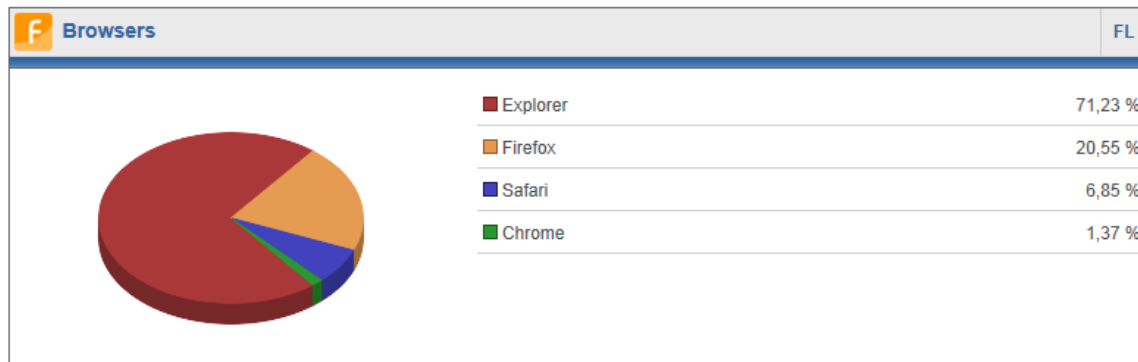 F Browsers FL
Explorer 71,23 %
Firefox 20,55 %
Safari 6,85 %
Chrome 1,37 %